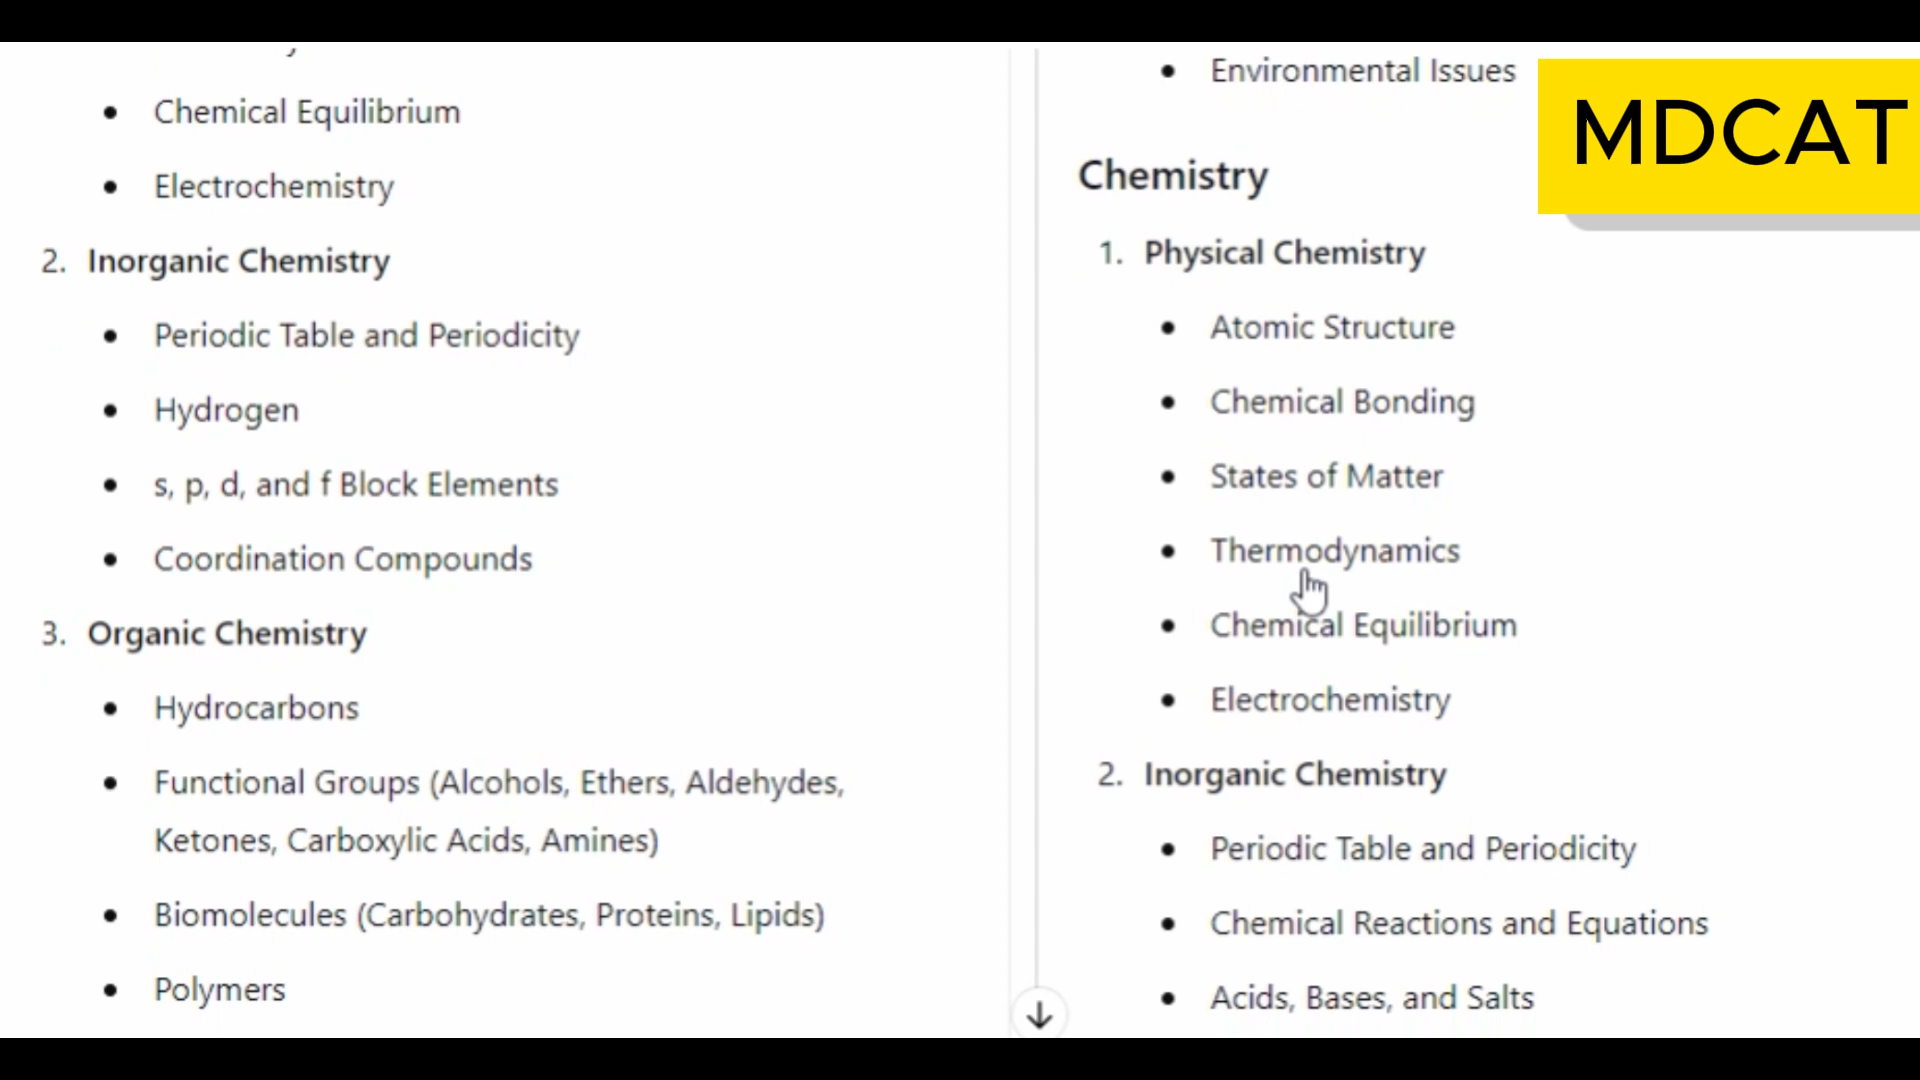 • Chemical Equilibrium
• Electrochemistry
2. Inorganic Chemistry
• Periodic Table and Periodicity
• Hydrogen
• s, p, d, and f Block Elements
• Coordination Compounds
3. Organic Chemistry
• Hydrocarbons
• Functional Groups (Alcohols, Ethers, Aldehydes,
Ketones, Carboxylic Acids, Amines)
• Biomolecules (Carbohydrates, Proteins, Lipids)
• Polymers
MDCAT
• Environmental Issues
Chemistry
1. Physical Chemistry
• Atomic Structure
• Chemical Bonding
• States of Matter
• Thermodynamics
• Chemical Equilibrium
• Electrochemistry
2. Inorganic Chemistry
• Periodic Table and Periodicity
• Chemical Reactions and Equations
• Acids, Bases, and Salts